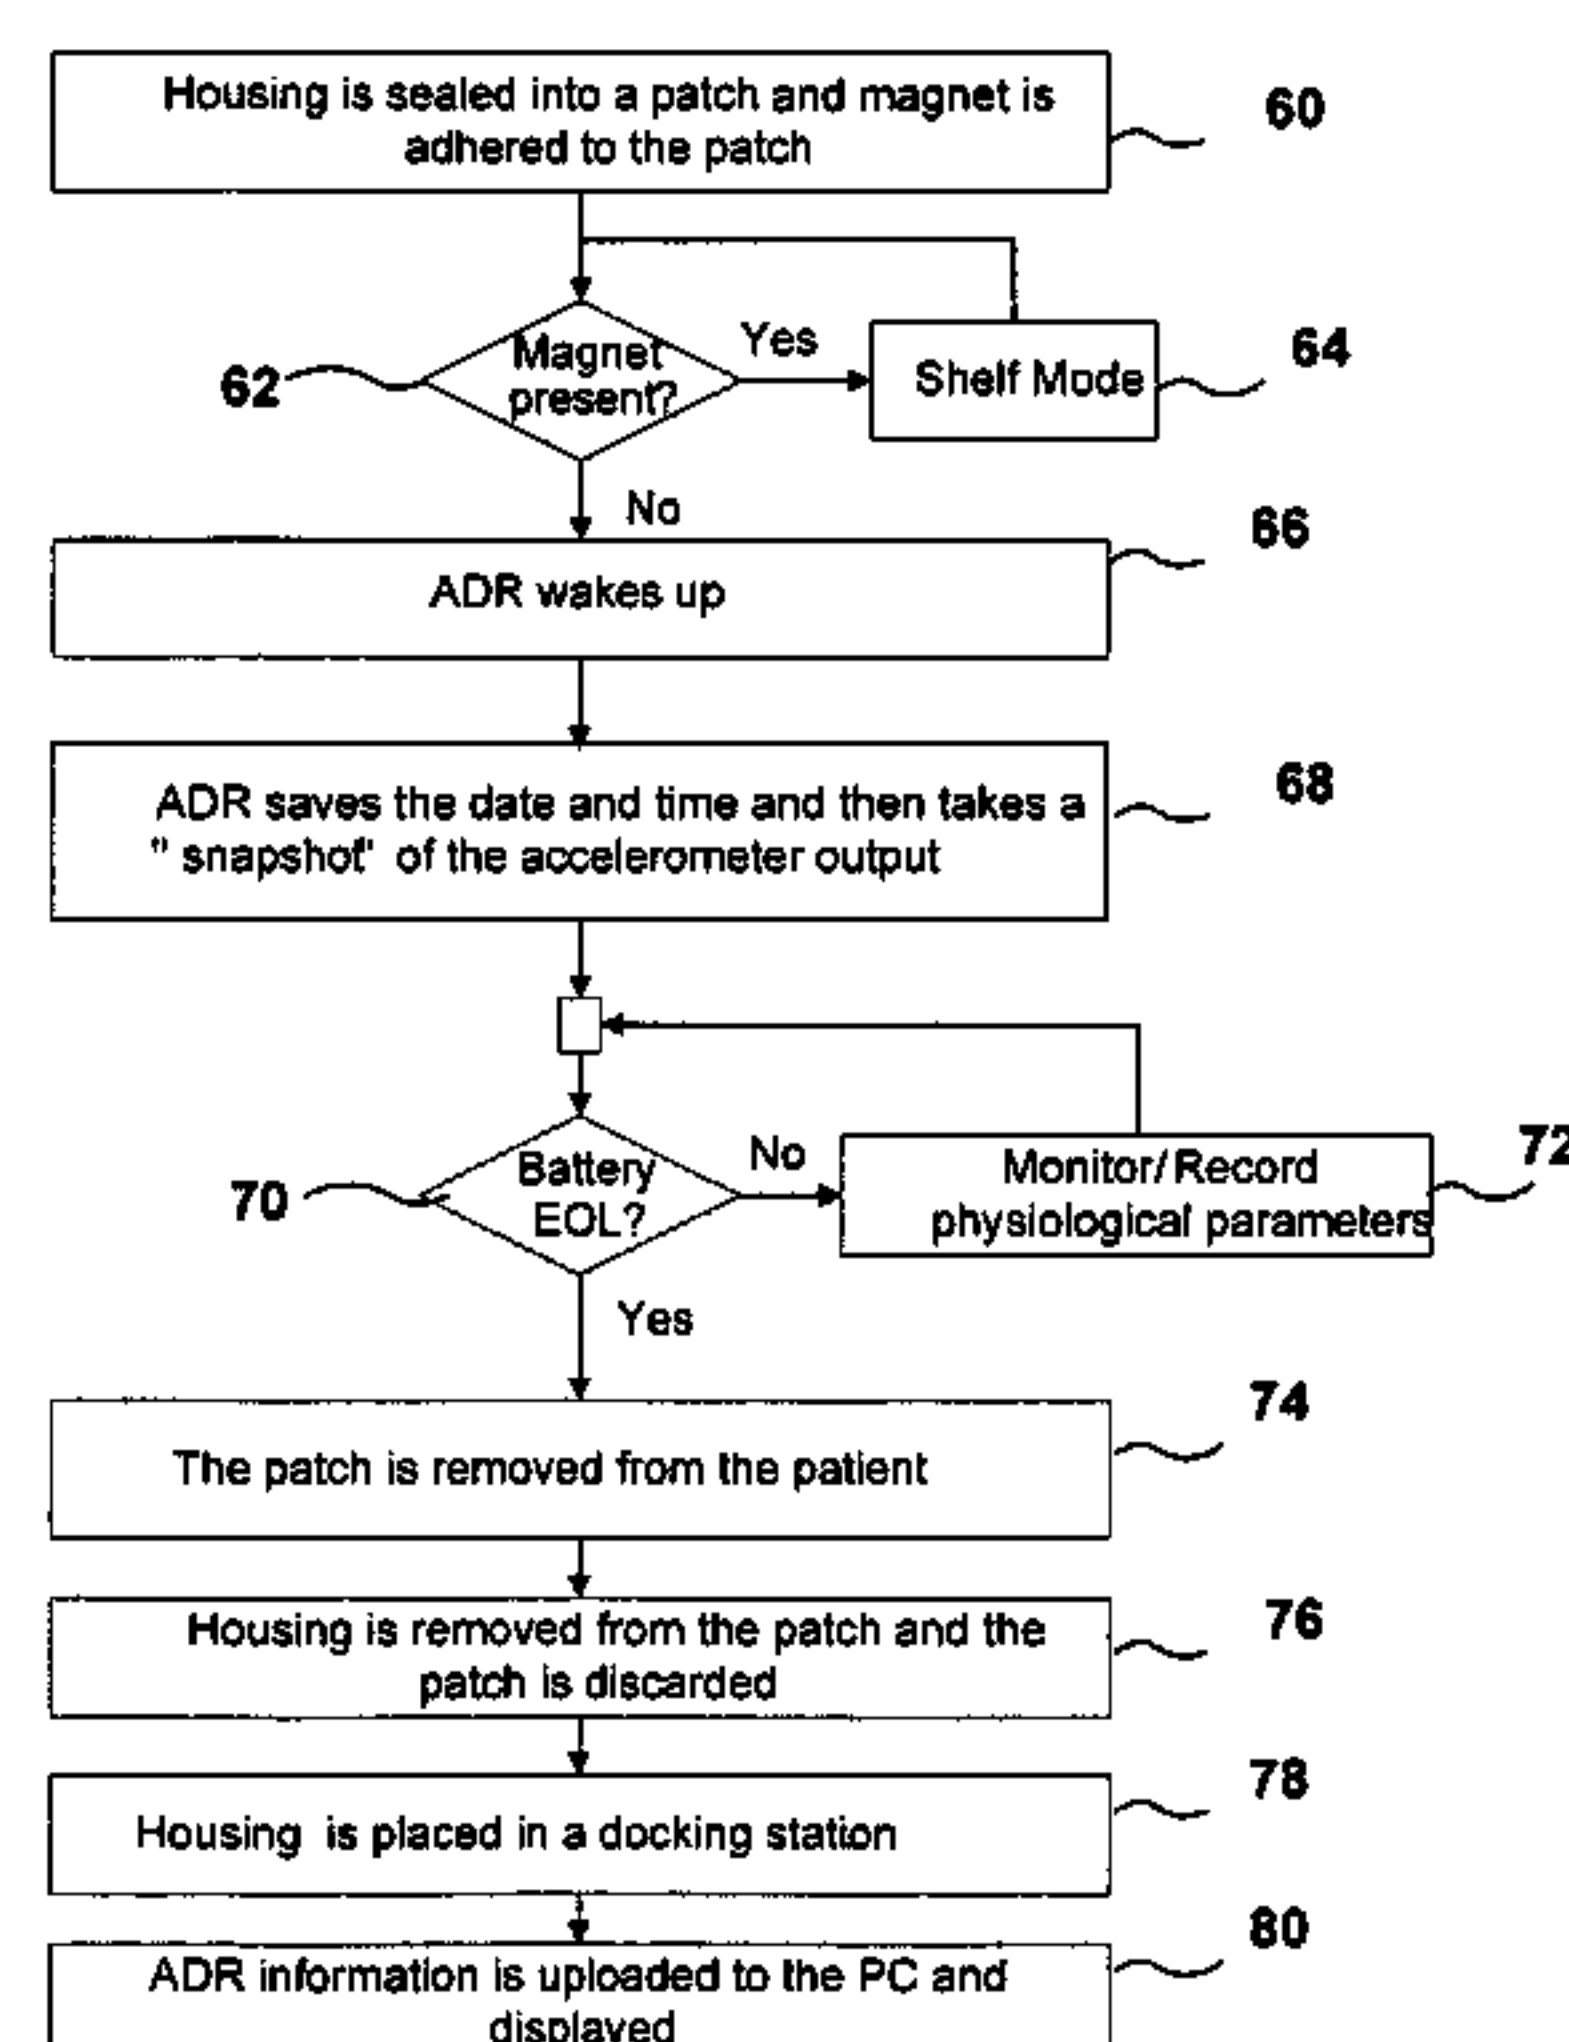 Housing is sealed into a patch and magnet is
adhered to the patch
60
Magnet
present?
62
Yes
Shelf Mode
64
No
66
ADR wakes up
68
ADR saves the date and time and then takes a
" snapshot" of the accelerometer output
Battery
EOL?
70
No
Monitor/Record
physiological parameters
72
Yes
74
The patch is removed from the patient
76
Housing is removed from the patch and the
patch is discarded
78
Housing is placed in a docking station
80
ADR information is uploaded to the PC and
displayed